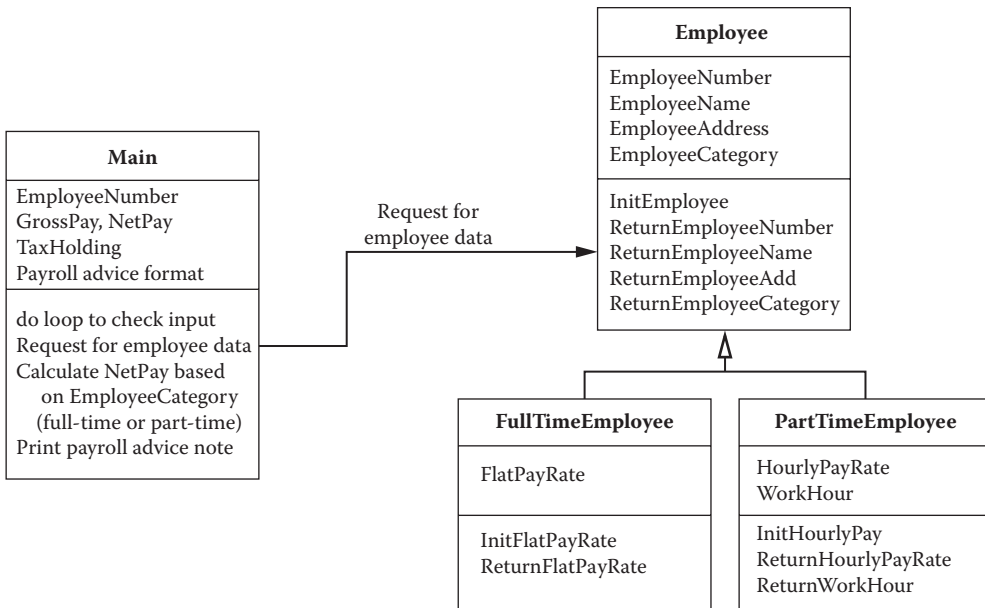 Main
EmployeeNumber
GrossPay, NetPay
TaxHolding
Payroll advice format
do loop to check input
Request for employee data
Calculate NetPay based
on EmployeeCategory
(full-time or part-time)
Print payroll advice note
Request for
employee data
Employee
EmployeeNumber
EmployeeName
EmployeeAddress
EmployeeCategory
InitEmployee
ReturnEmployeeNumber
ReturnEmployeeName
ReturnEmployeeAdd
ReturnEmployeeCategory
FullTimeEmployee
FlatPayRate
InitFlatPayRate
ReturnFlatPayRate
PartTimeEmployee
HourlyPayRate
WorkHour
InitHourlyPay
ReturnHourlyPayRate
ReturnWorkHour